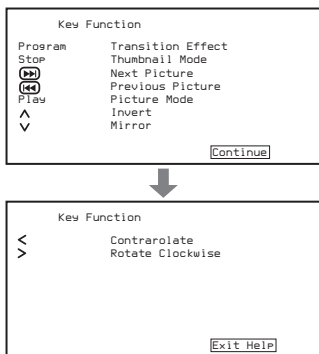 Key Function
Program Transition Effect
Stop Thumbnail Mode
⏭ Next Picture
⏮ Previous Picture
Play Picture Mode
∧ Invert
∨ Mirror
Continue
Key Function
< Contrarolate
> Rotate Clockwise
Exit Help